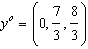 y° = (0, 7/3, 8/3)